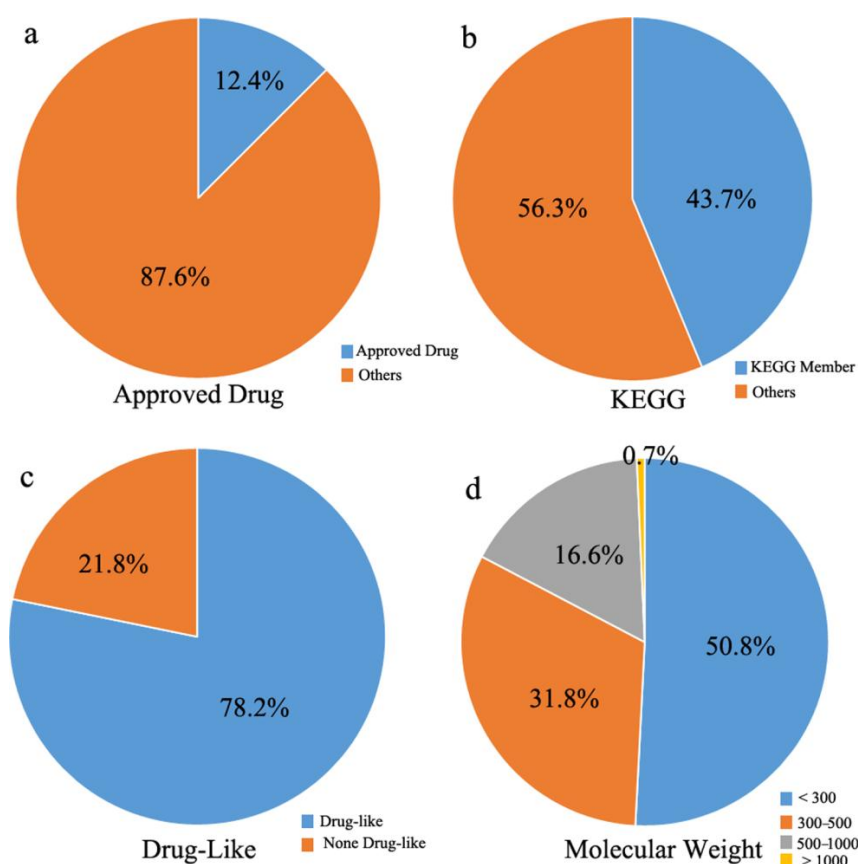 a
12.4%
87.6%
Approved Drug
Others
Approved Drug
b
56.3%
43.7%
KEGG Member
Others
KEGG
c
21.8%
78.2%
Drug-like
None Drug-like
Drug-Like
d
0.7%
16.6%
50.8%
31.8%
< 300
300–500
500–1000
> 1000
Molecular Weight